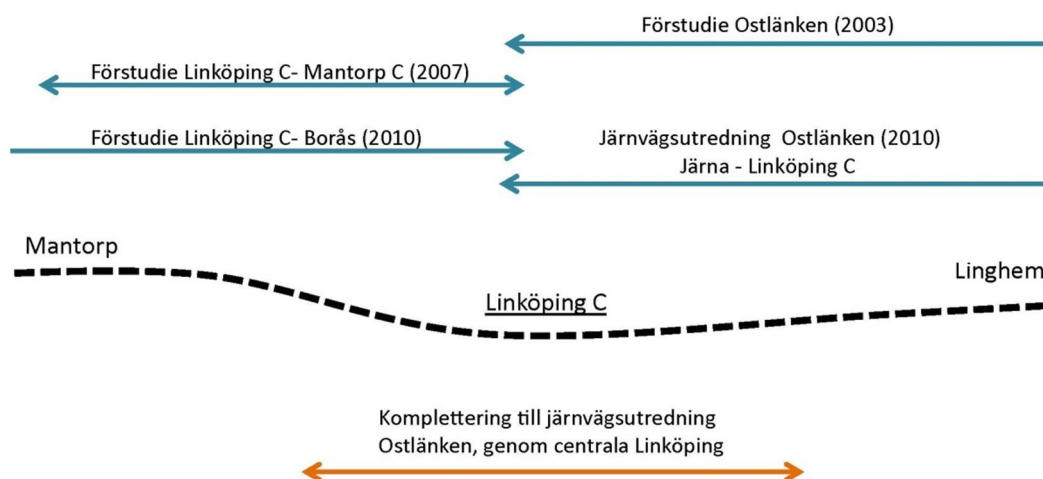 Förstudie Ostlänken (2003)
Förstudie Linköping C- Mantorp C (2007)
Förstudie Linköping C- Borås (2010)
Järnvägsutredning Ostlänken (2010)
Järna - Linköping C
Mantorp
Linghem
Linköping C
Komplettering till järnvägsutredning
Ostlänken, genom centrala Linköping